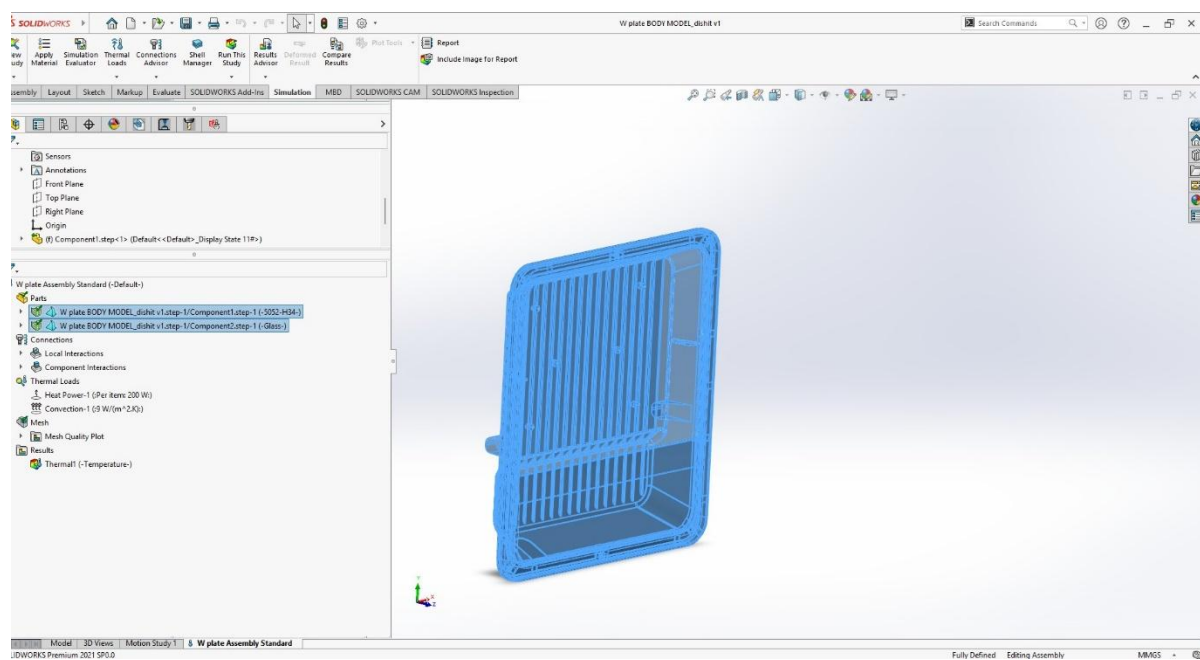 SOLIDWORKS
W plate BODY MODEL_dishit v1
Search Commands
Apply Material
Simulation Evaluator
Thermal Loads
Connections Advisor
Shell Manager
Run This Study
Results Advisor
Deformed Result
Compare Results
Plot Tools
Report
Include Image for Report
Layout Sketch Markup Evaluate SOLIDWORKS Add-Ins Simulation MBD SOLIDWORKS CAM SOLIDWORKS Inspection
Sensors
Annotations
Front Plane
Top Plane
Right Plane
Origin
(f) Component1.step<1> (Default<<Default>_Display State 11#>)
W plate Assembly Standard (-Default-)
Parts
W plate BODY MODEL_dishit v1.step-1/Component1.step-1 (-5052-H34-)
W plate BODY MODEL_dishit v1.step-1/Component2.step-1 (-Glass-)
Connections
Local Interactions
Component Interactions
Thermal Loads
Heat Power-1 (:Per item: 200 W:)
Convection-1 (:9 W/(m^2.K):)
Mesh
Mesh Quality Plot
Results
Thermal1 (-Temperature-)
Y
X
Z
Model 3D Views Motion Study 1 W plate Assembly Standard
SOLIDWORKS Premium 2021 SP0.0
Fully Defined Editing Assembly MMGS